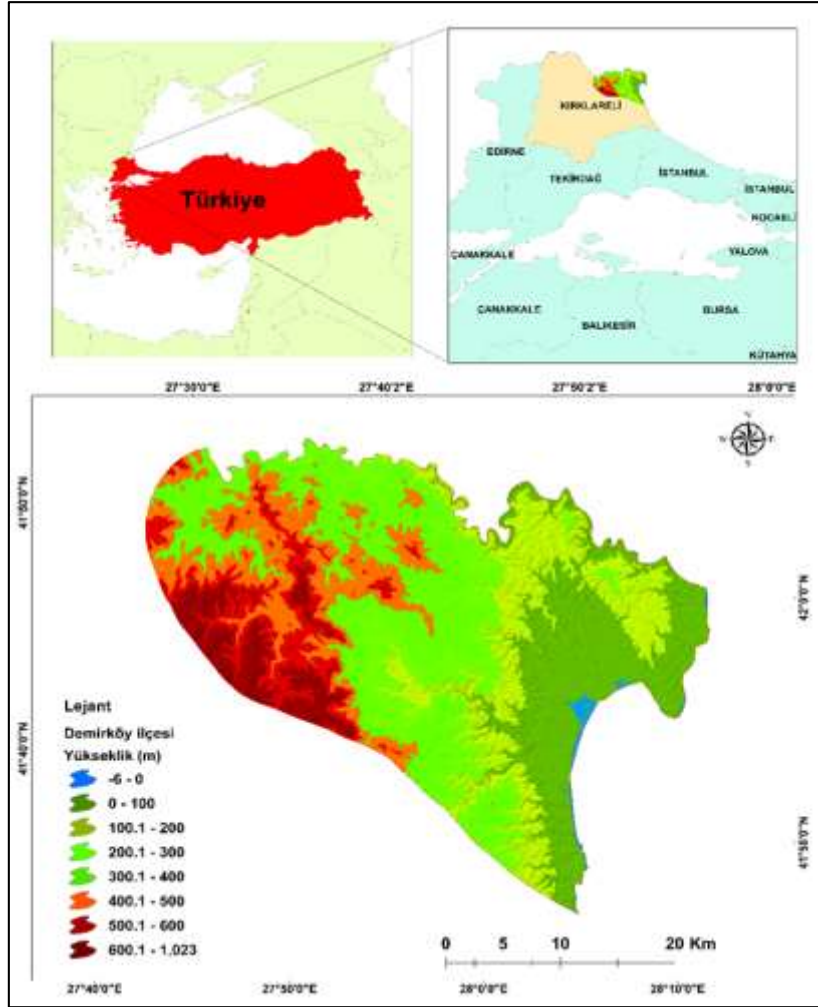 Türkiye
KIRKLARELİ
EDİRNE
TEKİRDAĞ
İSTANBUL
İSTANBUL
KOCAELİ
ÇANAKKALE
YALOVA
ÇANAKKALE
BURSA
BALIKESİR
KÜTAHYA
27°30'0"E
27°40'2"E
27°50'2"E
28°0'0"E
N
W
E
S
41°50'0"N
42°0'0"N
41°40'0"N
41°58'0"N
Lejant
Demirköy ilçesi
Yükseklik (m)
-6 - 0
0 - 100
100.1 - 200
200.1 - 300
300.1 - 400
400.1 - 500
500.1 - 600
600.1 - 1.023
0 5 10 20 Km
27°40'0"E
27°50'0"E
28°0'0"E
28°10'0"E